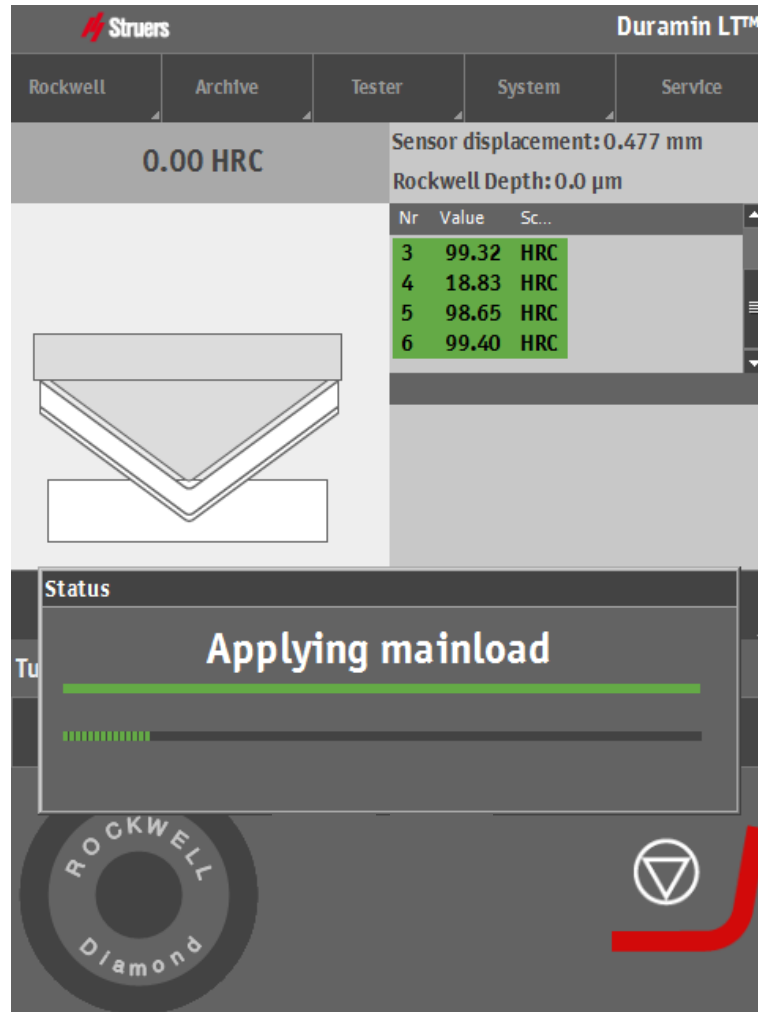 Struers
Duramin LT™
Rockwell Archive Tester System Service
0.00 HRC
Sensor displacement: 0.477 mm
Rockwell Depth: 0.0 µm
Nr Value Sc...
3 99.32 HRC
4 18.83 HRC
5 98.65 HRC
6 99.40 HRC
Status
Applying mainload
Tu
ROCKWELL
Diamond